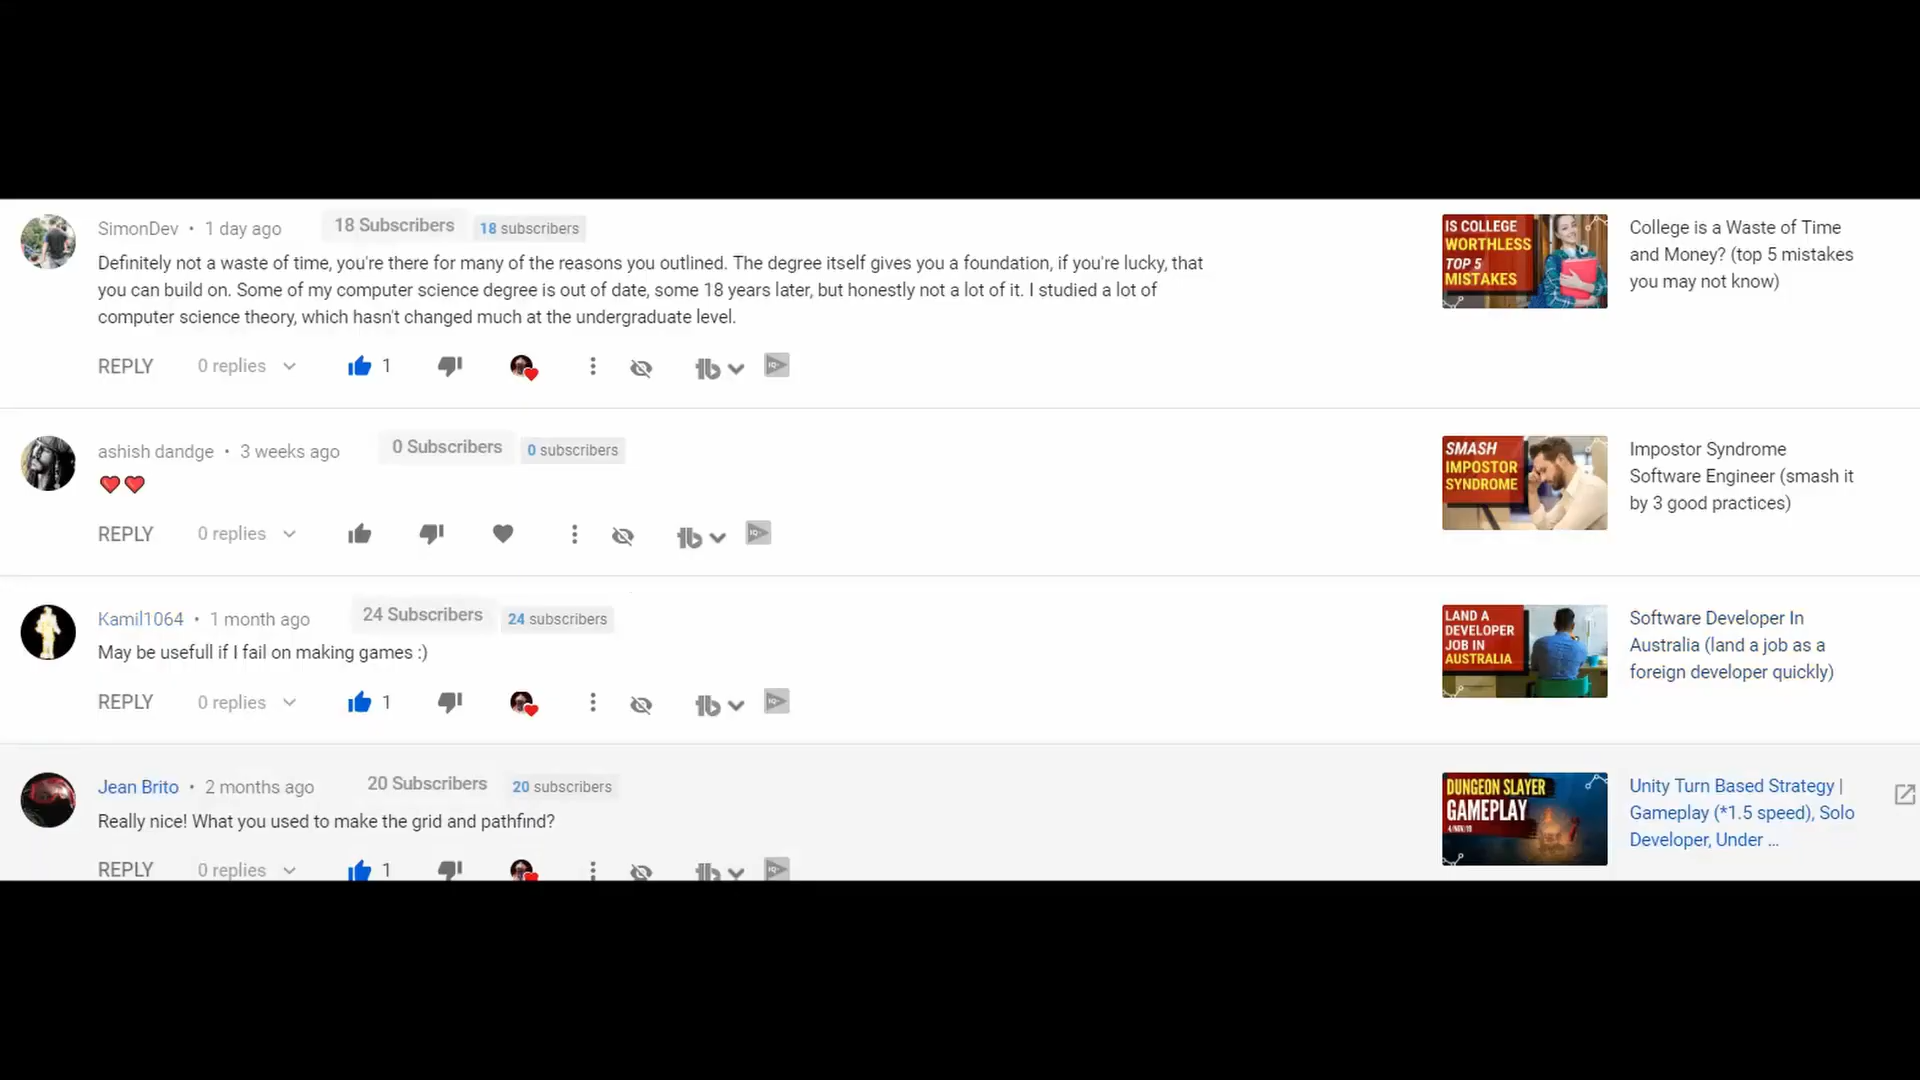 SimonDev • 1 day ago 18 Subscribers 18 subscribers
Definitely not a waste of time, you're there for many of the reasons you outlined. The degree itself gives you a foundation, if you're lucky, that
you can build on. Some of my computer science degree is out of date, some 18 years later, but honestly not a lot of it. I studied a lot of
computer science theory, which hasn't changed much at the undergraduate level.
REPLY 0 replies 1
IS COLLEGE
WORTHLESS
TOP 5
MISTAKES
College is a Waste of Time
and Money? (top 5 mistakes
you may not know)
ashish dandge • 3 weeks ago 0 Subscribers 0 subscribers
❤️❤️
REPLY 0 replies
SMASH
IMPOSTOR
SYNDROME
Impostor Syndrome
Software Engineer (smash it
by 3 good practices)
Kamil1064 • 1 month ago 24 Subscribers 24 subscribers
May be usefull if I fail on making games :)
REPLY 0 replies 1
LAND A
DEVELOPER
JOB IN
AUSTRALIA
Software Developer In
Australia (land a job as a
foreign developer quickly)
Jean Brito • 2 months ago 20 Subscribers 20 subscribers
Really nice! What you used to make the grid and pathfind?
REPLY 0 replies 1
DUNGEON SLAYER
GAMEPLAY
Unity Turn Based Strategy |
Gameplay (*1.5 speed), Solo
Developer, Under ...